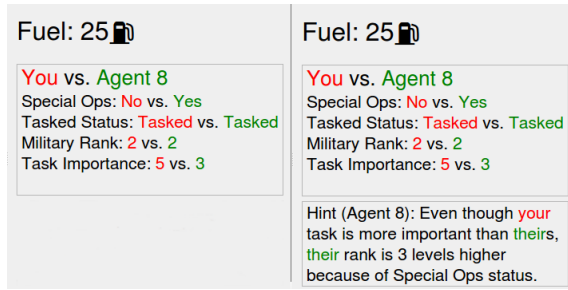 Fuel: 25
You vs. Agent 8
Special Ops: No vs. Yes
Tasked Status: Tasked vs. Tasked
Military Rank: 2 vs. 2
Task Importance: 5 vs. 3
Fuel: 25
You vs. Agent 8
Special Ops: No vs. Yes
Tasked Status: Tasked vs. Tasked
Military Rank: 2 vs. 2
Task Importance: 5 vs. 3
Hint (Agent 8): Even though your
task is more important than theirs,
their rank is 3 levels higher
because of Special Ops status.